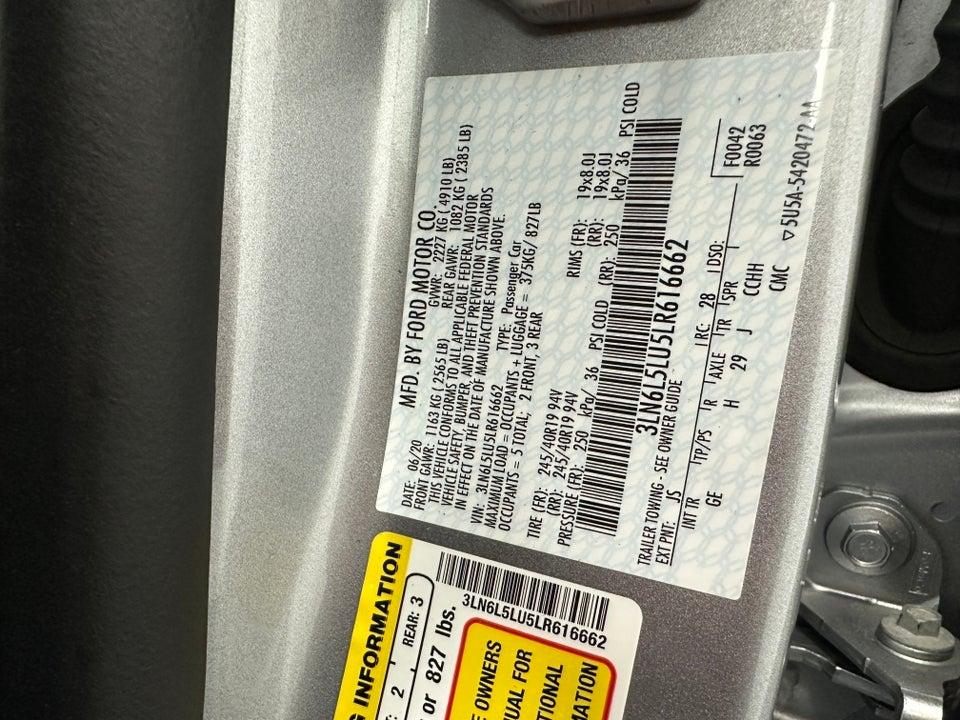 MFD. BY FORD MOTOR CO.
DATE: 06/20 GVWR: 2227 KG ( 4910 LB)
FRONT GAWR: 1163 KG ( 2565 LB) REAR GAWR: 1082 KG ( 2385 LB)
THIS VEHICLE CONFORMS TO ALL APPLICABLE FEDERAL MOTOR
VEHICLE SAFETY, BUMPER, AND THEFT PREVENTION STANDARDS
IN EFFECT ON THE DATE OF MANUFACTURE SHOWN ABOVE.
VIN: 3LN6L5LU5LR616662 TYPE: Passenger Car
MAXIMUM LOAD = OCCUPANTS + LUGGAGE = 375KG/ 827LB
OCCUPANTS = 5 TOTAL; 2 FRONT, 3 REAR
TIRE (FR): 245/40R19 94V RIMS (FR): 19x8.0J
(RR): 245/40R19 94V (RR): 19x8.0J
PRESSURE (FR): 250 kPa/ 36 PSI COLD (RR): 250 kPa/ 36 PSI COLD
3LN6L5LU5LR616662
TRAILER TOWING - SEE OWNER GUIDE
EXT PNT: JS RC: 28 DSO: F0042
R0063
INT TR TP/PS R AXLE TR SPR
GE H 29 J CCHH
CMC
▽5U5A-5420472-AA
INFORMATION
2 REAR: 3
or 827 lbs.
3LN6L5LU5LR616662
OWNERS
FOR